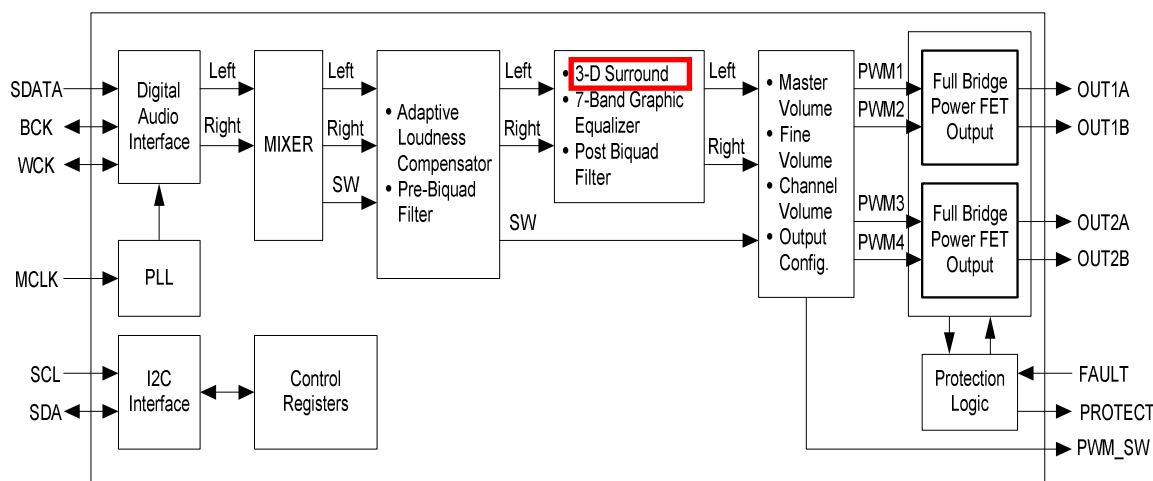 SDATA
BCK
WCK
MCLK
SCL
SDA
Digital
Audio
Interface
PLL
I2C
Interface
Left
Right
MIXER
Control
Registers
Left
Right
SW
• Adaptive
Loudness
Compensator
• Pre-Biquad
Filter
Left
Right
SW
• 3-D Surround
• 7-Band Graphic
Equalizer
• Post Biquad
Filter
Left
Right
• Master
Volume
• Fine
Volume
• Channel
Volume
• Output
Config.
PWM1
PWM2
PWM3
PWM4
Full Bridge
Power FET
Output
Full Bridge
Power FET
Output
Protection
Logic
OUT1A
OUT1B
OUT2A
OUT2B
FAULT
PROTECT
PWM_SW